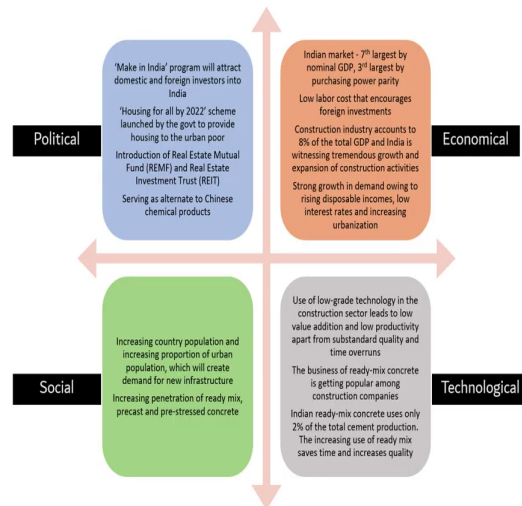 Political
'Make in India' program will attract
domestic and foreign investors into
India
'Housing for all by 2022' scheme
launched by the govt to provide
housing to the urban poor
Introduction of Real Estate Mutual
Fund (REMF) and Real Estate
Investment Trust (REIT)
Serving as alternate to Chinese
chemical products
Economical
Indian market - 7th largest by
nominal GDP, 3rd largest by
purchasing power parity
Low labor cost that encourages
foreign investments
Construction industry accounts to
8% of the total GDP and India is
witnessing tremendous growth and
expansion of construction activities
Strong growth in demand owing to
rising disposable incomes, low
interest rates and increasing
urbanization
Social
Increasing country population and
increasing proportion of urban
population, which will create
demand for new infrastructure
Increasing penetration of ready mix,
precast and pre-stressed concrete
Technological
Use of low-grade technology in the
construction sector leads to low
value addition and low productivity
apart from substandard quality and
time overruns
The business of ready-mix concrete
is getting popular among
construction companies
Indian ready-mix concrete uses only
2% of the total cement production.
The increasing use of ready mix
saves time and increases quality